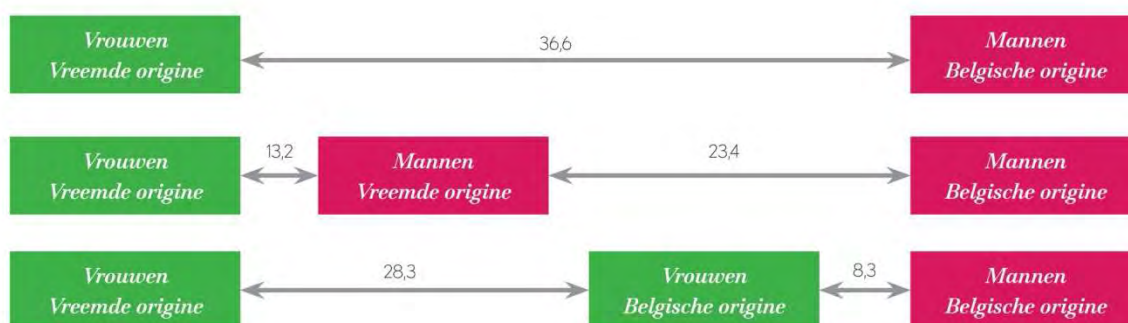 36,6
Vrouwen
Vreemde origine
Mannen
Belgische origine
13,2
23,4
Vrouwen
Vreemde origine
Mannen
Vreemde origine
Mannen
Belgische origine
28,3
8,3
Vrouwen
Vreemde origine
Vrouwen
Belgische origine
Mannen
Belgische origine